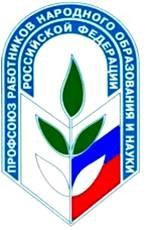 ПРОФСОЮЗ РАБОТНИКОВ НАРОДНОГО ОБРАЗОВАНИЯ И НАУКИ
РОССИЙСКОЙ ФЕДЕРАЦИИ